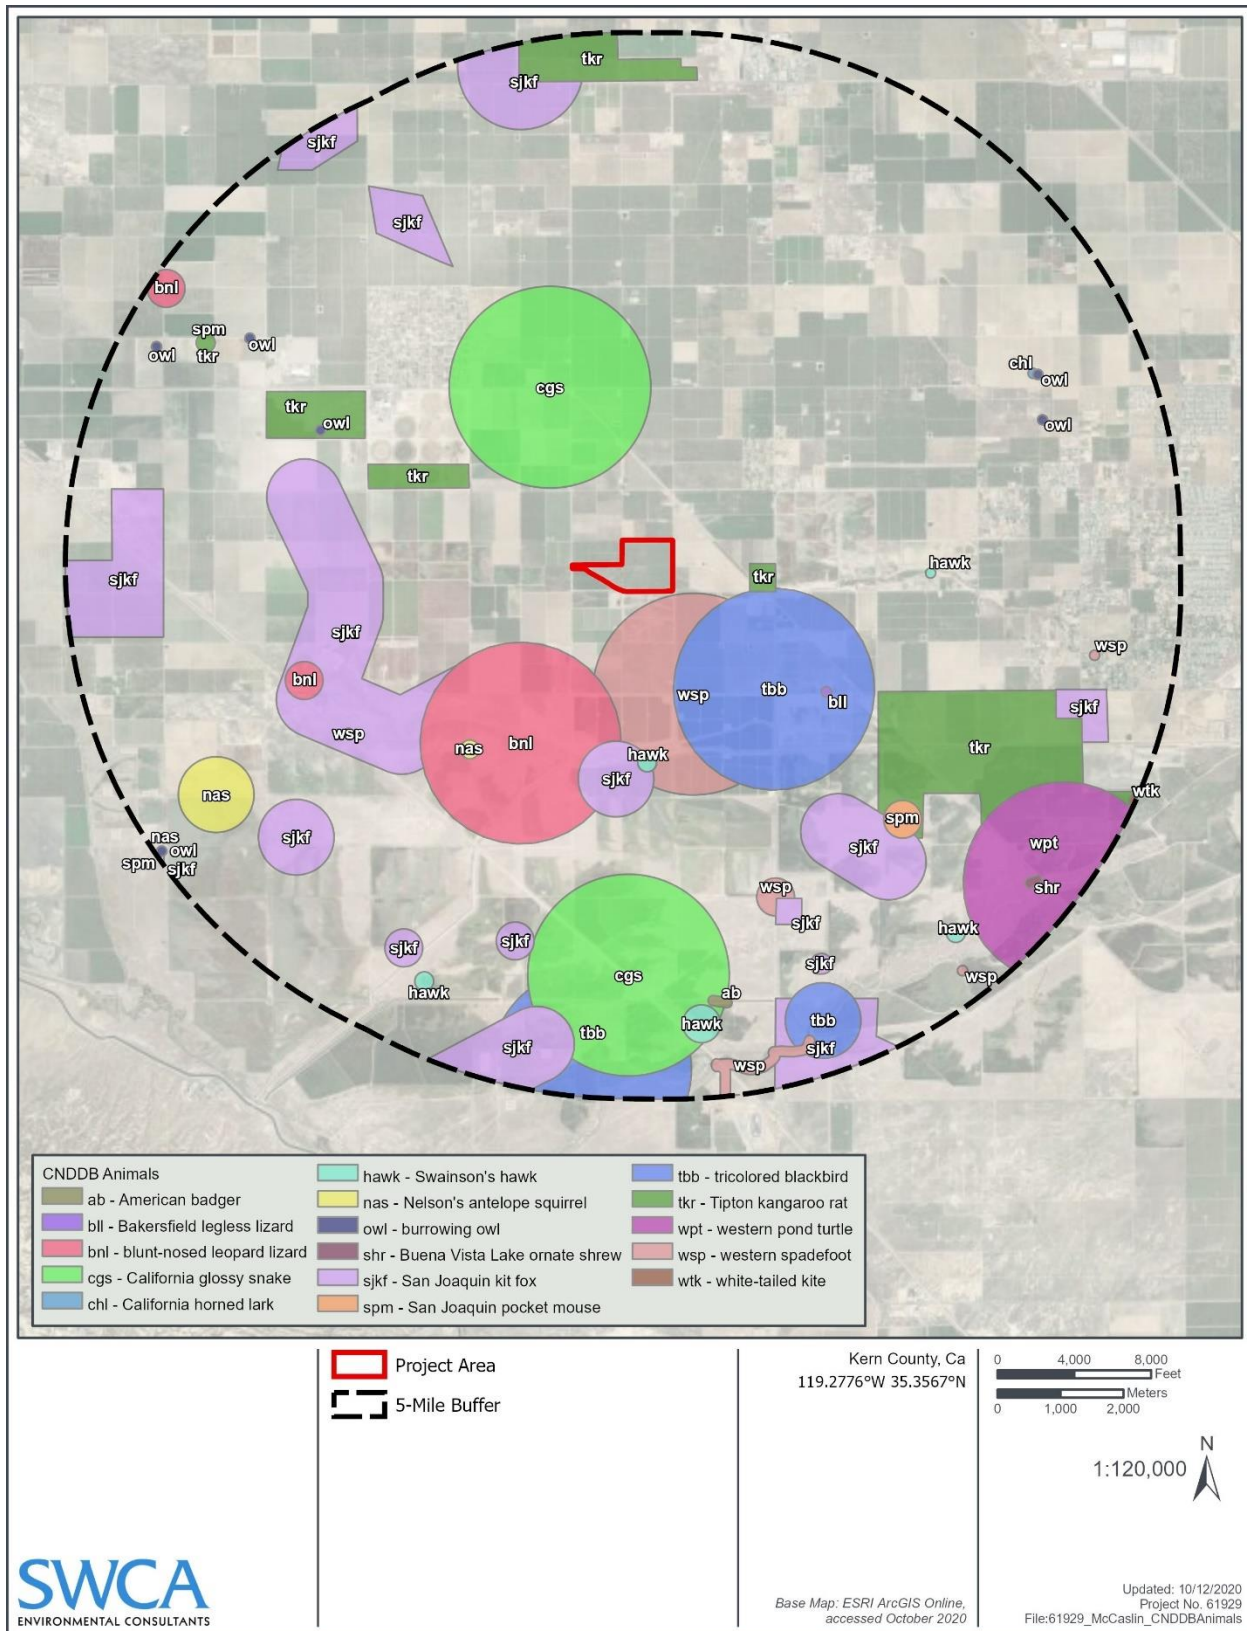 tkr
sjkf
sjkf
sjkf
bnl
spm
owl
owl
tkr
chl
owl
cgs
owl
tkr
owl
tkr
hawk
tkr
sjkf
sjkf
wsp
bnl
wsp
tbb
bll
sjkf
wsp
nas
bnl
hawk
tkr
sjkf
nas
wtk
spm
sjkf
nas
owl
spm
sjkf
sjkf
wpt
wsp
shr
sjkf
hawk
sjkf
sjkf
sjkf
wsp
cgs
hawk
ab
hawk
tbb
tbb
sjkf
sjkf
wsp
CNDDB Animals
ab - American badger
bll - Bakersfield legless lizard
bnl - blunt-nosed leopard lizard
cgs - California glossy snake
chl - California horned lark
hawk - Swainson's hawk
nas - Nelson's antelope squirrel
owl - burrowing owl
shr - Buena Vista Lake ornate shrew
sjkf - San Joaquin kit fox
spm - San Joaquin pocket mouse
tbb - tricolored blackbird
tkr - Tipton kangaroo rat
wpt - western pond turtle
wsp - western spadefoot
wtk - white-tailed kite
Project Area
5-Mile Buffer
Kern County, Ca
119.2776°W 35.3567°N
0 4,000 8,000
Feet
Meters
0 1,000 2,000
N
1:120,000
SWCA
ENVIRONMENTAL CONSULTANTS
Base Map: ESRI ArcGIS Online,
accessed October 2020
Updated: 10/12/2020
Project No. 61929
File:61929_McCaslin_CNDDBAnimals